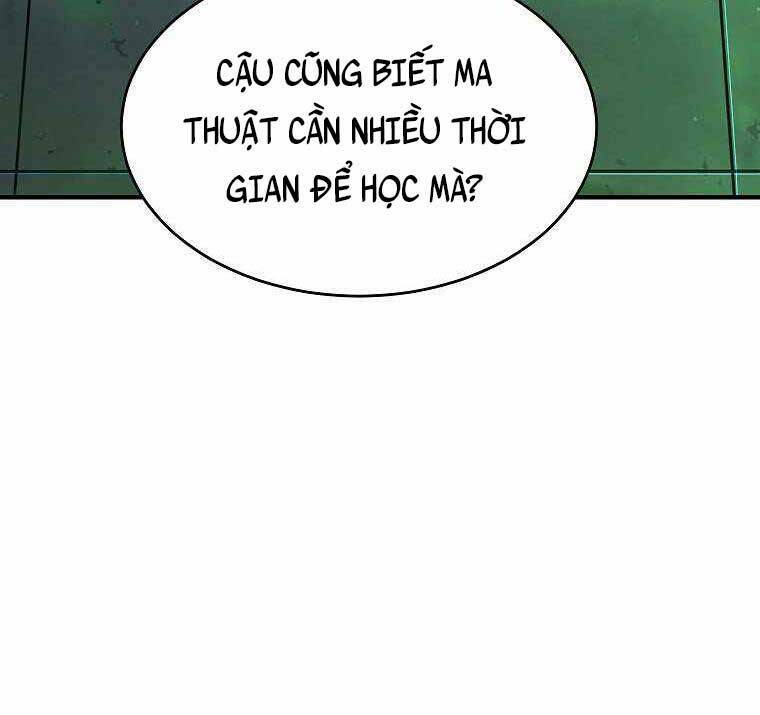 CẬU CŨNG BIẾT MA
THUẬT CẦN NHIỀU THỜI
GIAN ĐỂ HỌC MÀ?